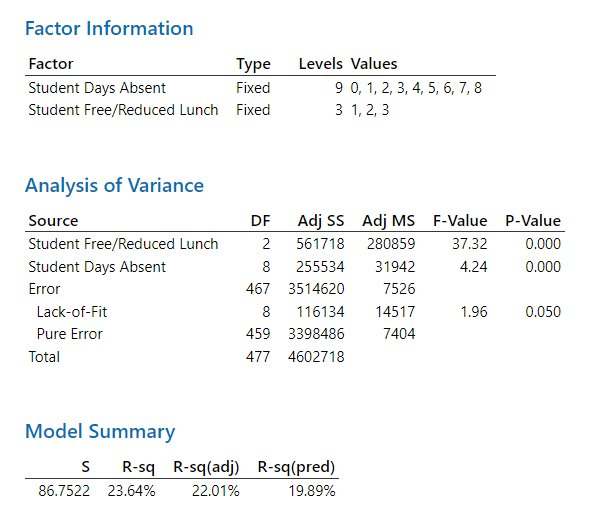 Factor Information
Factor Type Levels Values
Student Days Absent Fixed 9 0, 1, 2, 3, 4, 5, 6, 7, 8
Student Free/Reduced Lunch Fixed 3 1, 2, 3
Analysis of Variance
Source DF Adj SS Adj MS F-Value P-Value
Student Free/Reduced Lunch 2 561718 280859 37.32 0.000
Student Days Absent 8 255534 31942 4.24 0.000
Error 467 3514620 7526
Lack-of-Fit 8 116134 14517 1.96 0.050
Pure Error 459 3398486 7404
Total 477 4602718
Model Summary
S R-sq R-sq(adj) R-sq(pred)
86.7522 23.64% 22.01% 19.89%